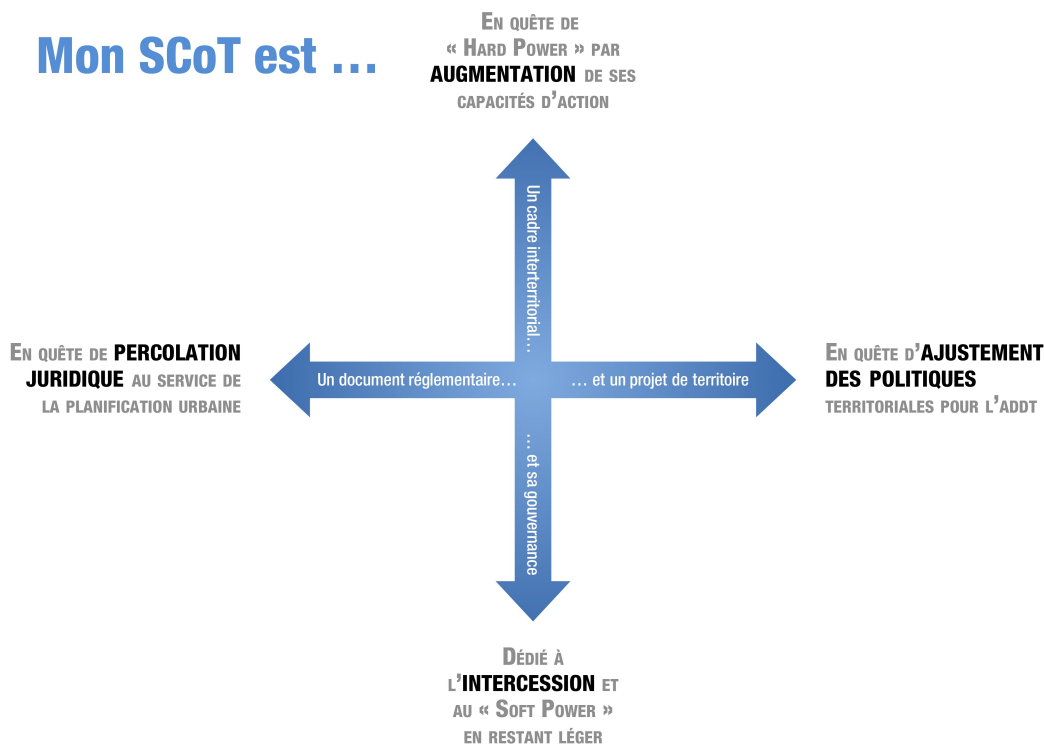 Mon SCoT est …
En quête de
« Hard Power » par
AUGMENTATION de ses
capacités d’action
Un cadre interterritorial…
En quête de PERCOLATION
JURIDIQUE au service de
la planification urbaine
Un document réglementaire…
… et un projet de territoire
En quête d’AJUSTEMENT
DES POLITIQUES
territoriales pour l’ADDT
… et sa gouvernance
Dédié à
l’INTERCESSION et
au « Soft Power »
en restant léger